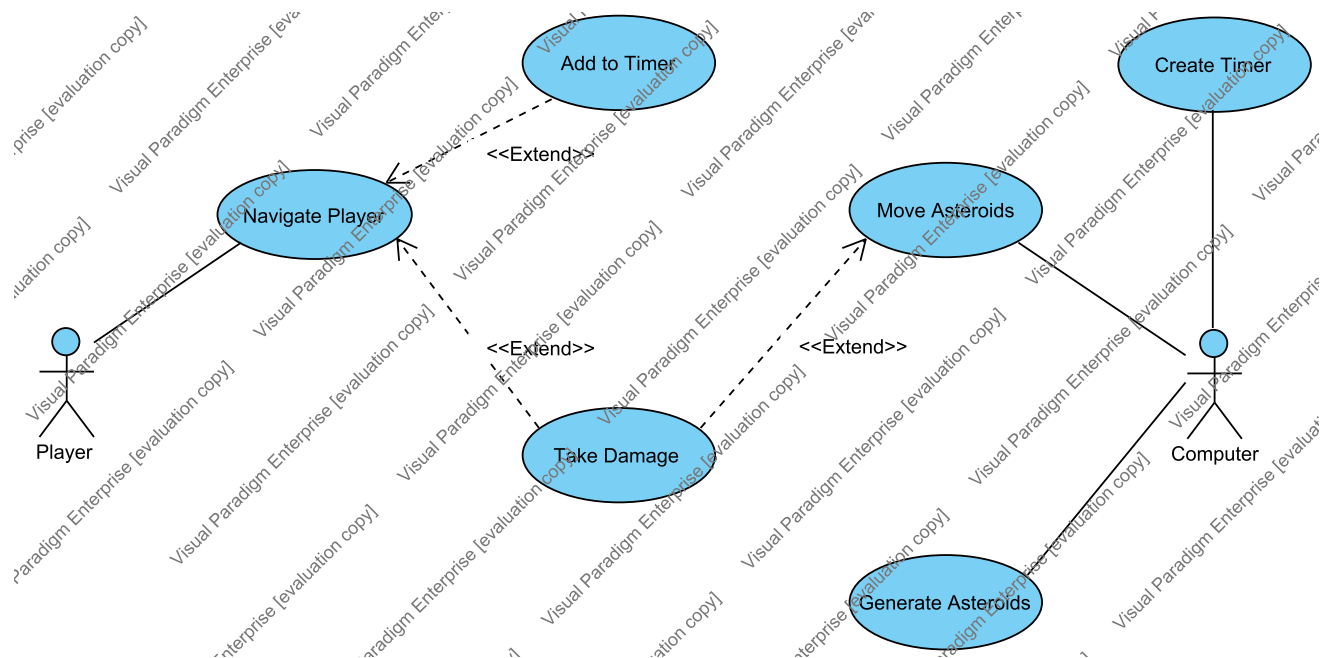 Add to Timer
Create Timer
<<Extend>>
Navigate Player
Move Asteroids
<<Extend>>
<<Extend>>
Player
Take Damage
Computer
Generate Asteroids
Visual Paradigm Enterprise [evaluation copy]